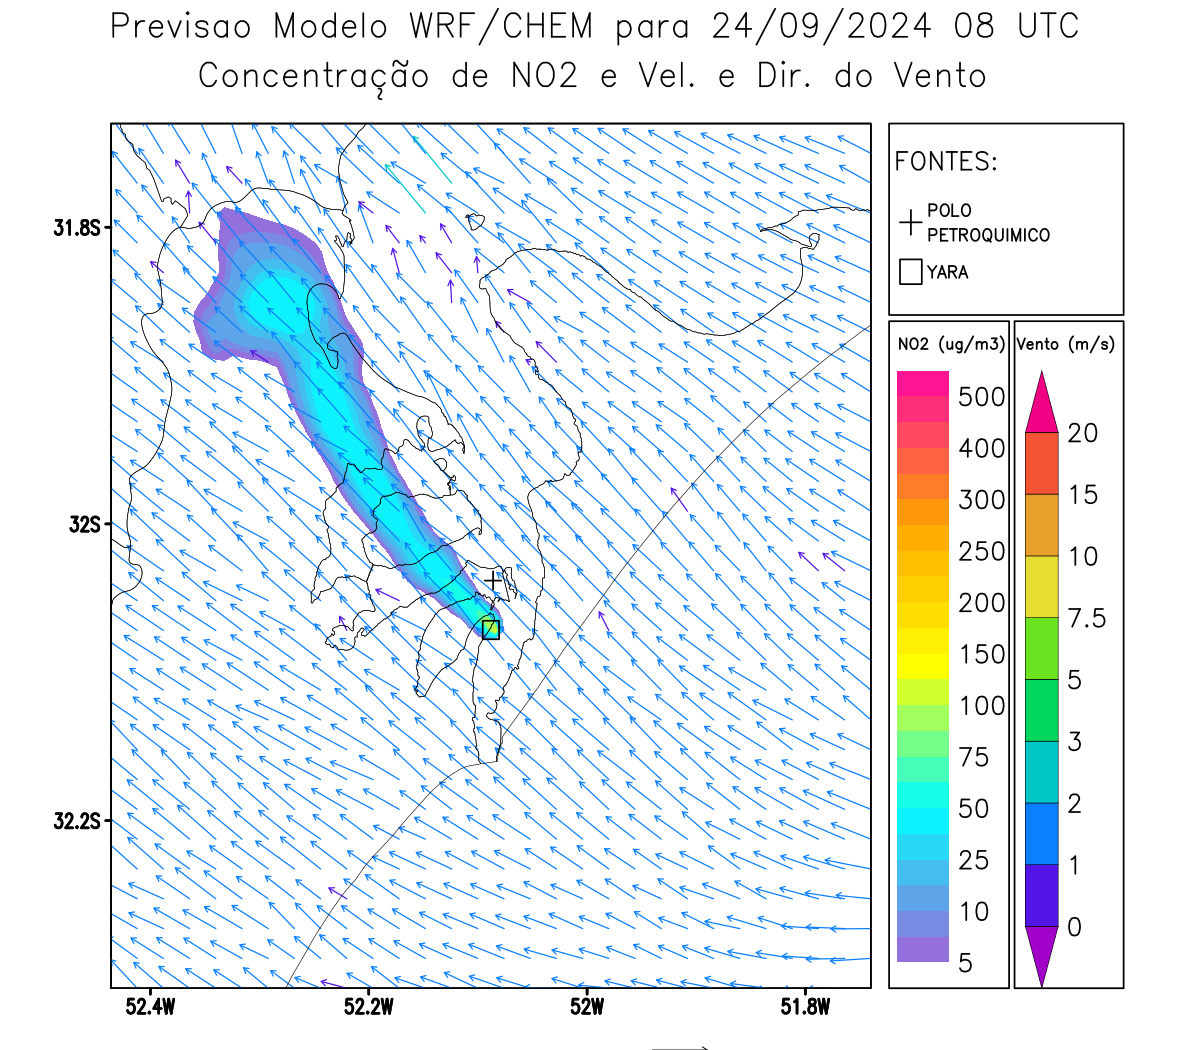 Previsao Modelo WRF/CHEM para 24/09/2024 08 UTC
Concentração de NO2 e Vel. e Dir. do Vento
FONTES:
POLO
PETROQUIMICO
YARA
NO2 (ug/m3)
500
400
300
250
200
150
100
75
50
25
10
5
Vento (m/s)
20
15
10
7.5
5
3
2
1
0
31.8S
32S
32.2S
52.4W
52.2W
52W
51.8W